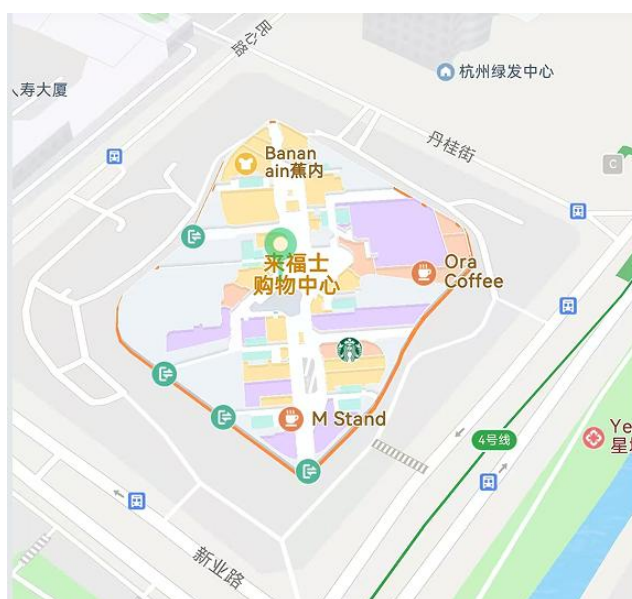 民心路
寿大厦
杭州绿发中心
丹桂街
C
Banan
ain蕉内
来福士
购物中心
Ora
Coffee
M Stand
4号线
Ye
星
新业路